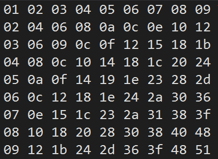 01 02 03 04 05 06 07 08 09
02 04 06 08 0a 0c 0e 10 12
03 06 09 0c 0f 12 15 18 1b
04 08 0c 10 14 18 1c 20 24
05 0a 0f 14 19 1e 23 28 2d
06 0c 12 18 1e 24 2a 30 36
07 0e 15 1c 23 2a 31 38 3f
08 10 18 20 28 30 38 40 48
09 12 1b 24 2d 36 3f 48 51